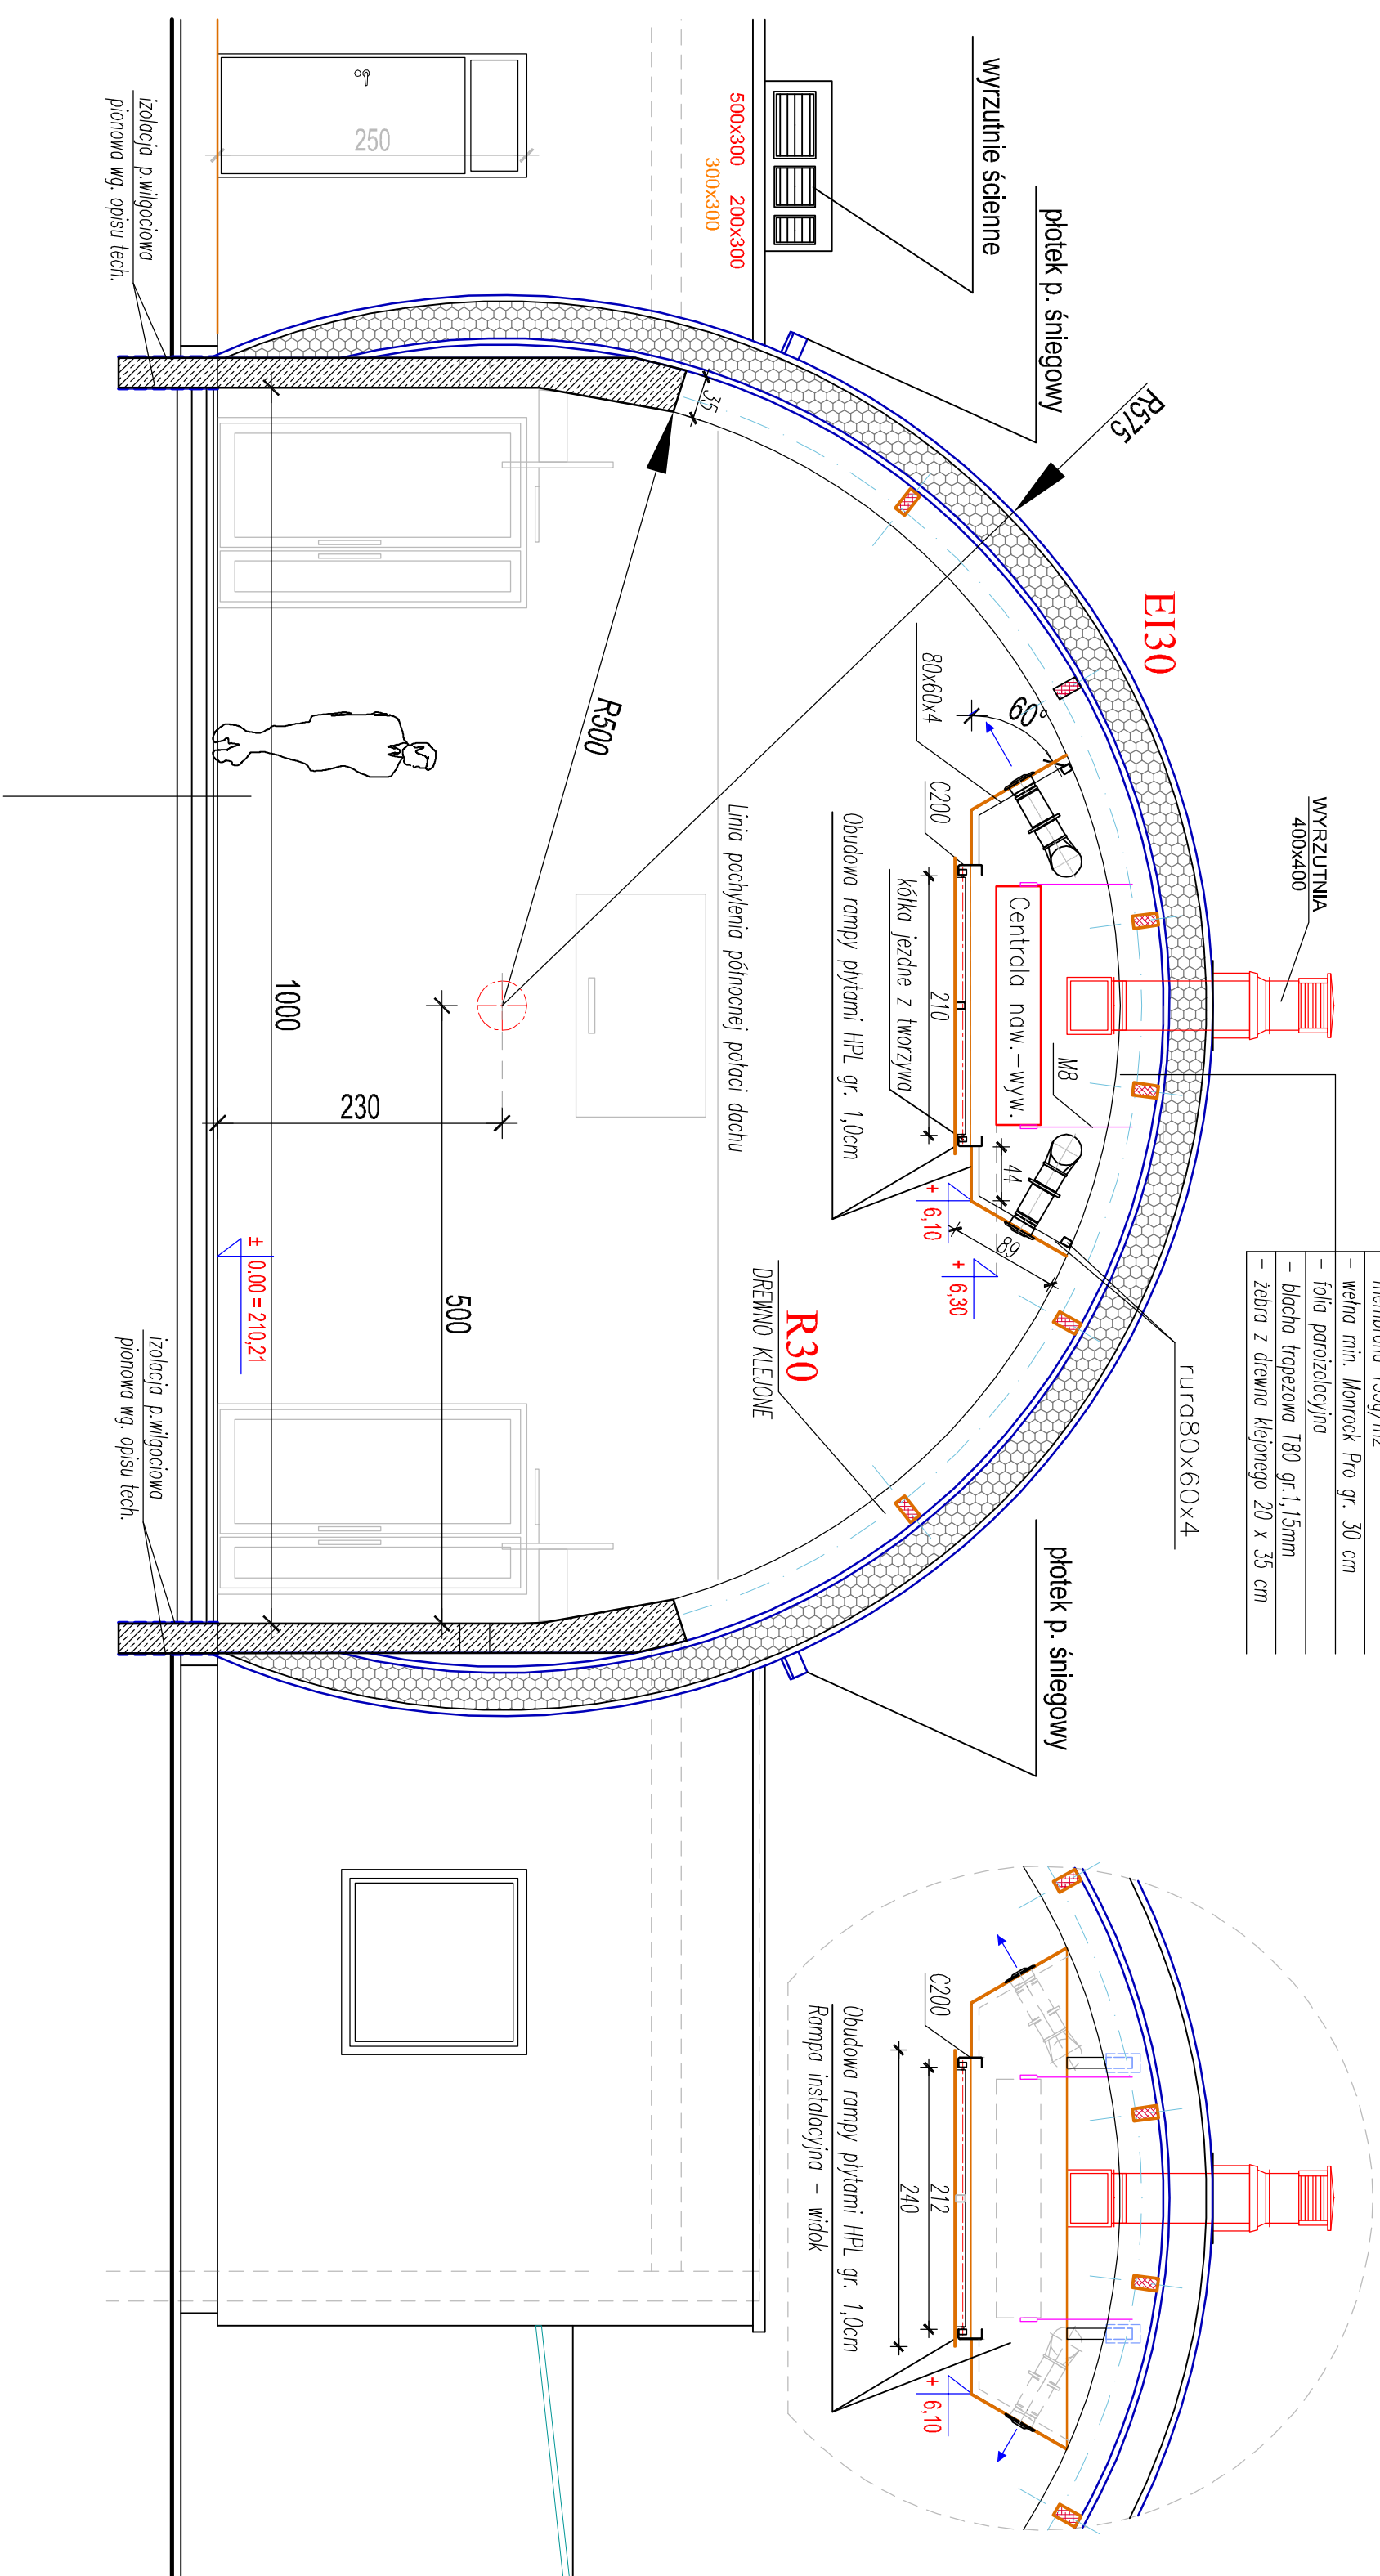 WYRZUTNIA
400x400
membrana 135g/m2
- wełna min. Monrock Pro gr. 30 cm
- folia paroizolacyjna
- blacha trapezowa T80 gr.1,15mm
- żebra z drewna klejonego 20 x 35 cm
EI30
R575
rura80x60x4
płotek p. śniegowy
płotek p. śniegowy
wyrzutnie ścienne
60°
M8
Centrala naw.-wyw.
44
89
80x60x4
C200
210
kółka jezdne z tworzywa
Obudowa rampy płytami HPL gr. 1,0cm
+ 6,30
+ 6,10
R30
DREWNO KLEJONE
500x300
200x300
300x300
35
Linia pochylenia północnej połaci dachu
R500
250
230
500
1000
± 0.00 = 210,21
izolacja p.wilgociowa
pionowa wg. opisu tech.
izolacja p.wilgociowa
pionowa wg. opisu tech.
C200
212
240
+ 6,10
Obudowa rampy płytami HPL gr. 1,0cm
Rampa instalacyjna - widok